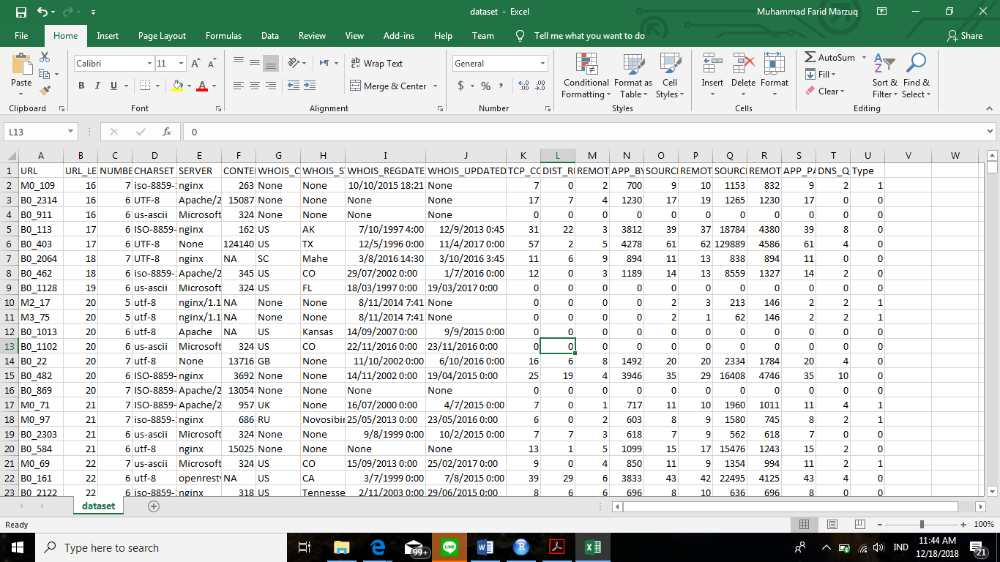 dataset - Excel Muhammad Farid Marzuq
File Home Insert Page Layout Formulas Data Review View Add-ins Help Team Tell me what you want to do Share
Paste Calibri 11 A A Wrap Text General Conditional Formatting Format as Table Cell Styles Insert Delete Format AutoSum Sort & Filter Find & Select
B I U A Merge & Center $ % , Fill
Clear
Clipboard Font Alignment Number Styles Cells Editing
L13 fx 0
A B C D E F G H I J K L M N O P Q R S T U V W
1 URL URL_LE NUMBE CHARSET SERVER CONTE WHOIS_C WHOIS_S WHOIS_REGDATE WHOIS_UPDATED TCP_CO DIST_RE REMOT APP_BY SOURCI REMOT SOURCI REMOT APP_PA DNS_Q Type
2 M0_109 16 7 iso-8859-1 nginx 263 None None 10/10/2015 18:21 None 7 0 2 700 9 10 1153 832 9 2 1
3 B0_2314 16 6 UTF-8 Apache/2 15087 None None None None 17 7 4 1230 17 19 1265 1230 17 0 0
4 B0_911 16 6 us-ascii Microsoft 324 None None None None 0 0 0 0 0 0 0 0 0 0 0
5 B0_113 17 6 ISO-8859- nginx 162 US AK 7/10/1997 4:00 12/9/2013 0:45 31 22 3 3812 39 37 18784 4380 39 8 0
6 B0_403 17 6 UTF-8 None 124140 US TX 12/5/1996 0:00 11/4/2017 0:00 57 2 5 4278 61 62 129889 4586 61 4 0
7 B0_2064 18 7 UTF-8 nginx NA SC Mahe 3/8/2016 14:30 3/10/2016 3:45 11 6 9 894 11 13 838 894 11 0 0
8 B0_462 18 6 iso-8859-1 Apache/2 345 US CO 29/07/2002 0:00 1/7/2016 0:00 12 0 3 1189 14 13 8559 1327 14 2 0
9 B0_1128 19 6 us-ascii Microsoft 324 US FL 18/03/1997 0:00 19/03/2017 0:00 0 0 0 0 0 0 0 0 0 0 0
10 M2_17 20 5 utf-8 nginx/1.1 NA None None 8/11/2014 7:41 None 0 0 0 0 2 3 213 146 2 2 1
11 M3_75 20 5 utf-8 nginx/1.1 NA None None 8/11/2014 7:41 None 0 0 0 0 2 1 62 146 2 2 1
12 B0_1013 20 6 utf-8 Apache NA US Kansas 14/09/2007 0:00 9/9/2015 0:00 0 0 0 0 0 0 0 0 0 0 0
13 B0_1102 20 6 us-ascii Microsoft 324 US CO 22/11/2016 0:00 23/11/2016 0:00 0 0 0 0 0 0 0 0 0 0 0
14 B0_22 20 7 utf-8 None 13716 GB None 11/10/2002 0:00 6/10/2016 0:00 16 6 8 1492 20 20 2334 1784 20 4 0
15 B0_482 20 6 ISO-8859- nginx 3692 None None 14/11/2002 0:00 19/04/2015 0:00 25 19 4 3946 35 29 16408 4746 35 10 0
16 B0_869 20 6 ISO-8859- Apache/2 13054 None None None None 0 0 0 0 0 0 0 0 0 0 0
17 M0_71 21 7 ISO-8859- Apache/2 957 UK None 16/07/2000 0:00 4/7/2015 0:00 7 0 1 717 11 10 1960 1011 11 4 1
18 M0_97 21 7 iso-8859-1 nginx 686 RU Novosibir 25/05/2013 0:00 23/05/2016 0:00 6 0 2 603 8 9 1580 745 8 2 1
19 B0_2303 21 6 us-ascii Microsoft 324 None None 9/8/1999 0:00 10/2/2015 0:00 7 7 3 618 7 9 562 618 7 0 0
20 B0_584 21 6 utf-8 nginx 15025 None None None None 13 1 5 1099 15 17 15476 1243 15 2 0
21 M0_69 22 7 us-ascii Microsoft 324 US CO 15/09/2013 0:00 25/02/2017 0:00 9 0 4 850 11 9 1354 994 11 2 1
22 B0_161 22 6 utf-8 openrest NA US CA 3/7/1999 0:00 7/8/2015 0:00 39 29 6 3833 43 42 22495 4125 43 4 0
23 B0_2122 22 6 iso-8859-1 nginx 318 US Tennesse 2/11/2003 0:00 29/06/2015 0:00 8 6 6 696 8 10 636 696 8 0 0
dataset
Ready 100%
Type here to search 99+ LINE IND 11:44 AM
12/18/2018 21